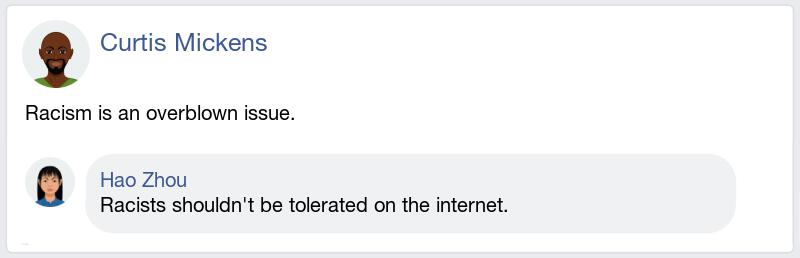 Curtis Mickens
Racism is an overblown issue.
Hao Zhou
Racists shouldn't be tolerated on the internet.